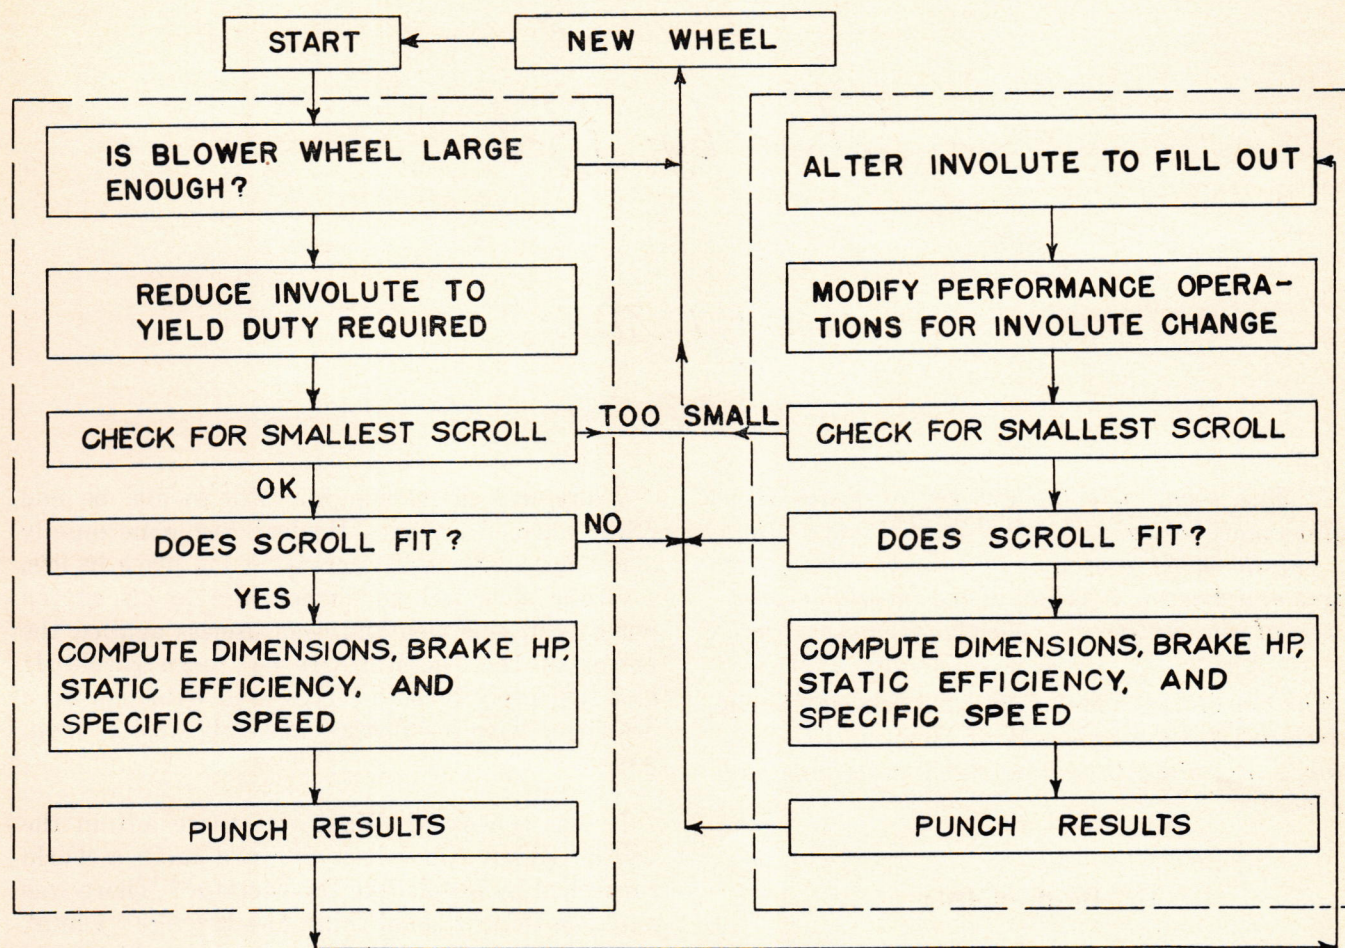 START
NEW WHEEL
IS BLOWER WHEEL LARGE
ENOUGH?
REDUCE INVOLUTE TO
YIELD DUTY REQUIRED
CHECK FOR SMALLEST SCROLL
TOO SMALL
OK
DOES SCROLL FIT?
NO
YES
COMPUTE DIMENSIONS, BRAKE HP,
STATIC EFFICIENCY, AND
SPECIFIC SPEED
PUNCH RESULTS
ALTER INVOLUTE TO FILL OUT
MODIFY PERFORMANCE OPERA-
TIONS FOR INVOLUTE CHANGE
CHECK FOR SMALLEST SCROLL
DOES SCROLL FIT?
COMPUTE DIMENSIONS, BRAKE HP,
STATIC EFFICIENCY, AND
SPECIFIC SPEED
PUNCH RESULTS